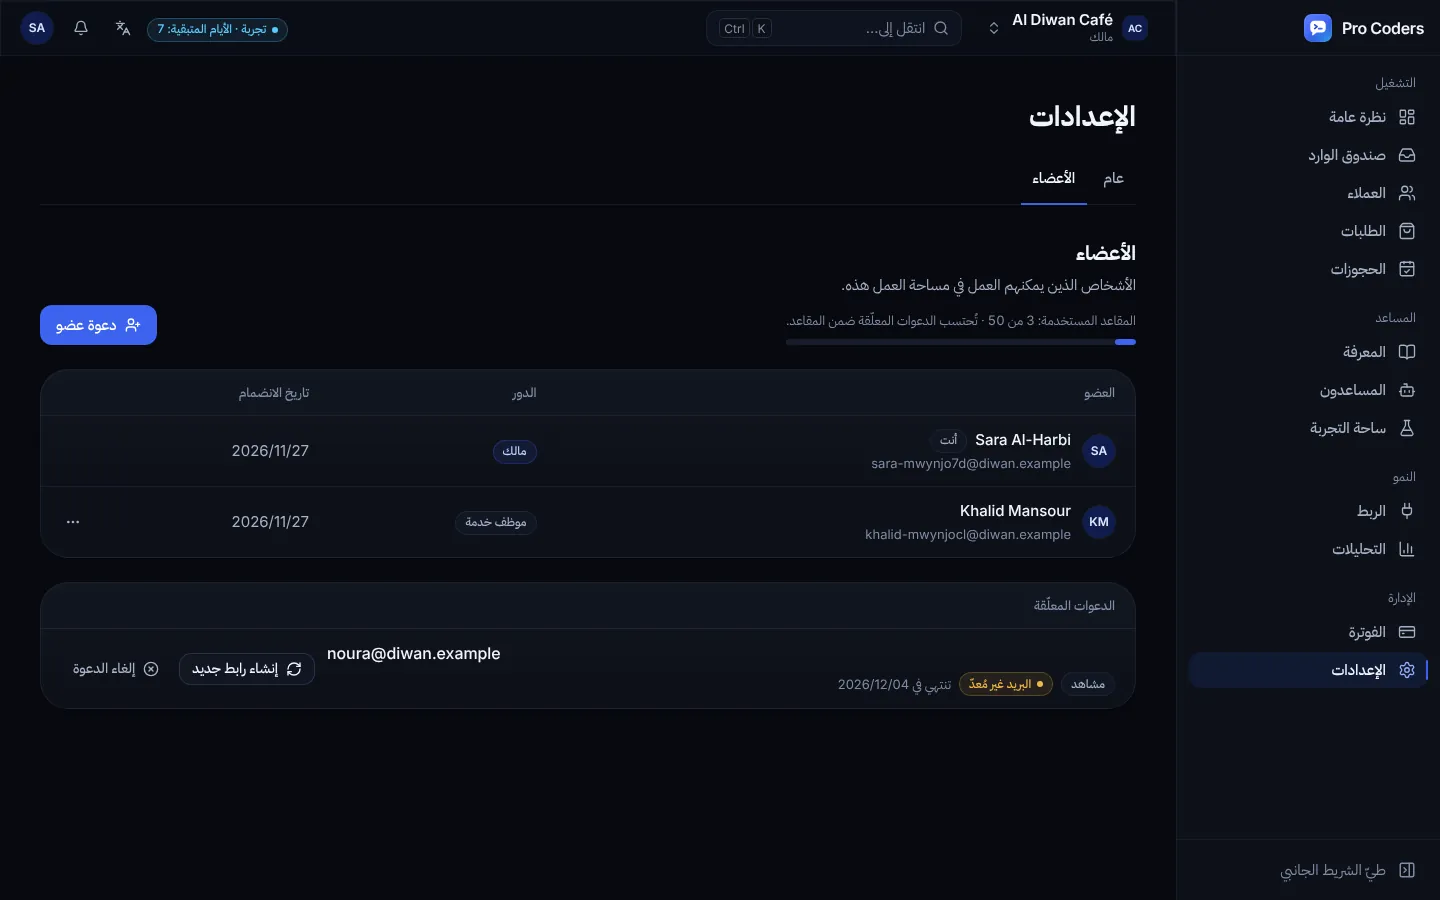 Pro Coders
AC
Al Diwan Café
مالك
انتقل إلى...
Ctrl K
تجربة · الأيام المتبقية: 7
SA
التشغيل
نظرة عامة
صندوق الوارد
العملاء
الطلبات
الحجوزات
المساعد
المعرفة
المساعدون
ساحة التجربة
النمو
الربط
التحليلات
الإدارة
الفوترة
الإعدادات
طيّ الشريط الجانبي
الإعدادات
عام
الأعضاء
الأعضاء
الأشخاص الذين يمكنهم العمل في مساحة العمل هذه.
المقاعد المستخدمة: 3 من 50 · تُحتسب الدعوات المعلّقة ضمن المقاعد.
دعوة عضو
العضو الدور تاريخ الانضمام
SA
Sara Al-Harbi أنت
sara-mwynjo7d@diwan.example
مالك
2026/11/27
KM
Khalid Mansour
khalid-mwynjocl@diwan.example
موظف خدمة
2026/11/27
الدعوات المعلّقة
noura@diwan.example
مشاهد
البريد غير مُعدّ
تنتهي في 2026/12/04
إنشاء رابط جديد
إلغاء الدعوة